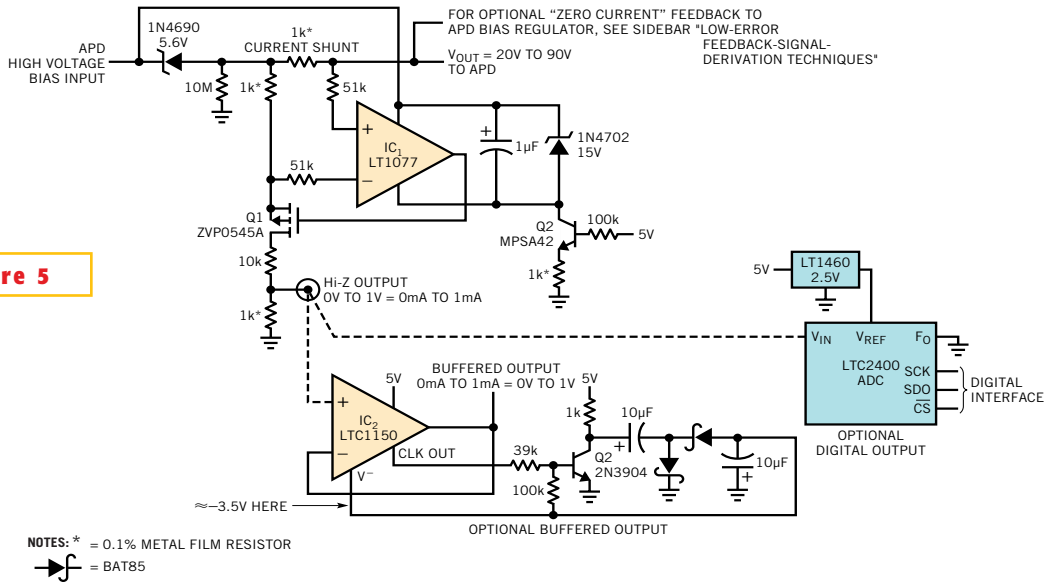 1N4690
5.6V
APD
HIGH VOLTAGE
BIAS INPUT
1k*
CURRENT SHUNT
FOR OPTIONAL “ZERO CURRENT” FEEDBACK TO
APD BIAS REGULATOR, SEE SIDEBAR "LOW-ERROR
FEEDBACK-SIGNAL-
DERIVATION TECHNIQUES"
VOUT = 20V TO 90V
TO APD
10M
1k*
51k
+
IC1
LT1077
−
+
1µF
1N4702
15V
51k
Q1
ZVP0545A
Q2
MPSA42
100k
5V
1k*
10k
1k*
re 5
Hi-Z OUTPUT
0V TO 1V = 0mA TO 1mA
5V
LT1460
2.5V
VIN
VREF
FO
LTC2400
ADC
SCK
SDO
CS
DIGITAL
INTERFACE
OPTIONAL
DIGITAL OUTPUT
5V
BUFFERED OUTPUT
0mA TO 1mA = 0V TO 1V
5V
+
IC2
LTC1150
−
CLK OUT
V−
1k
10µF
+
39k
Q2
2N3904
100k
10µF
+
≈−3.5V HERE
OPTIONAL BUFFERED OUTPUT
NOTES: * = 0.1% METAL FILM RESISTOR
= BAT85